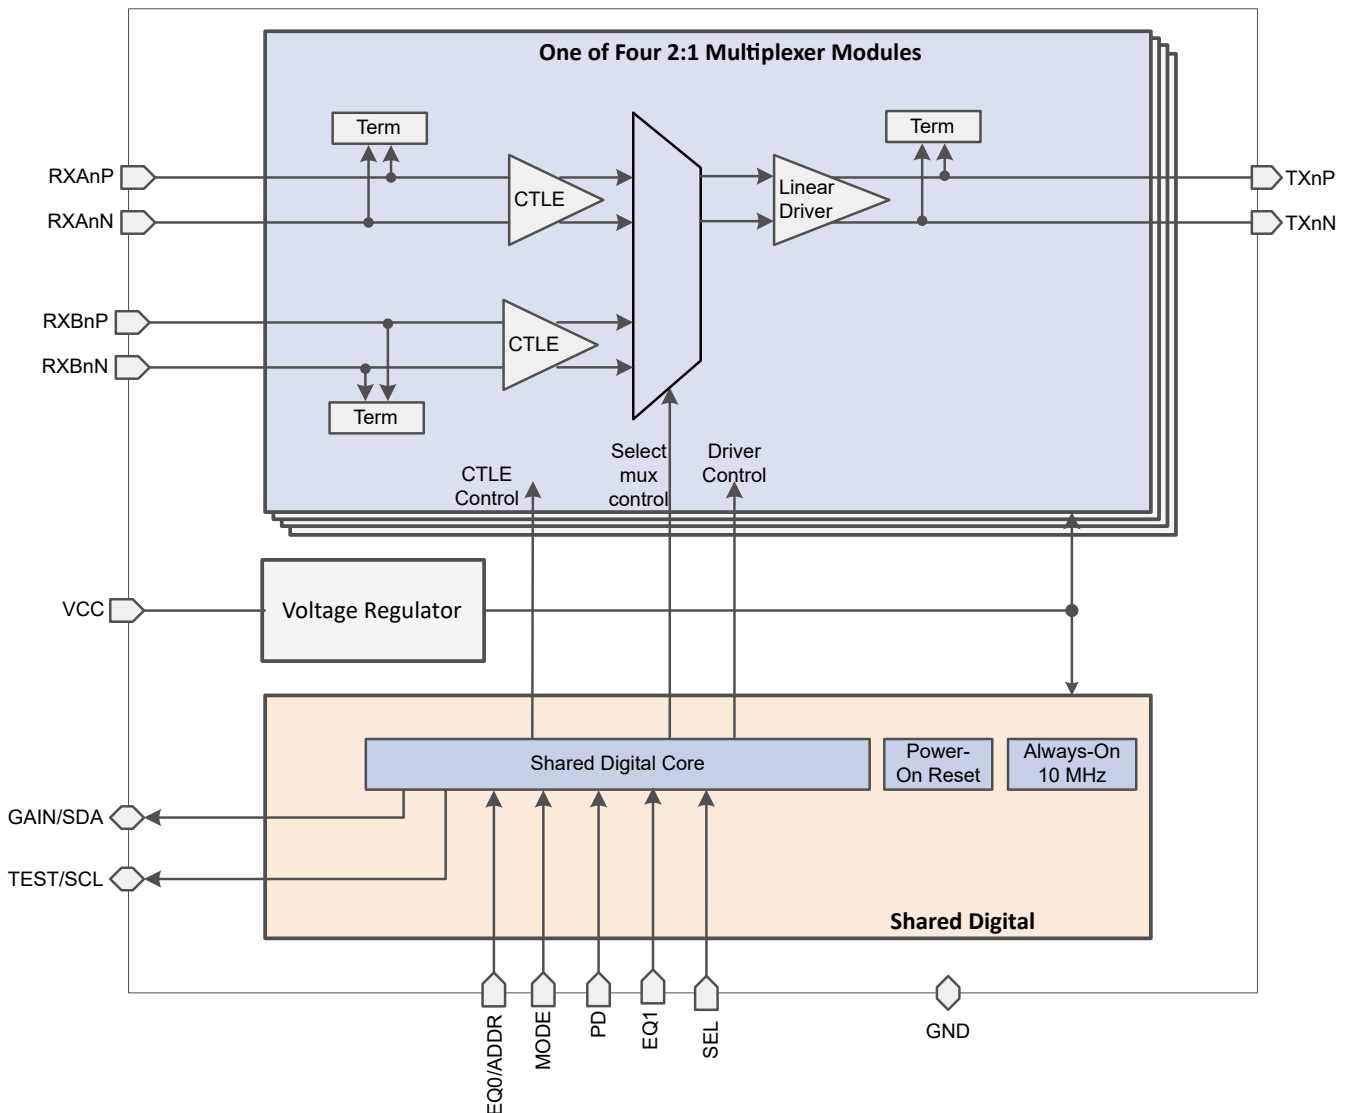 One of Four 2:1 Multiplexer Modules
Term
Term
RXAnP
CTLE
Linear
Driver
TXnP
RXAnN
TXnN
RXBnP
CTLE
RXBnN
Term
CTLE
Control
Select
mux
control
Driver
Control
VCC
Voltage Regulator
Shared Digital Core
Power-
On Reset
Always-On
10 MHz
GAIN/SDA
TEST/SCL
Shared Digital
EQ0/ADDR
MODE
PD
EQ1
SEL
GND